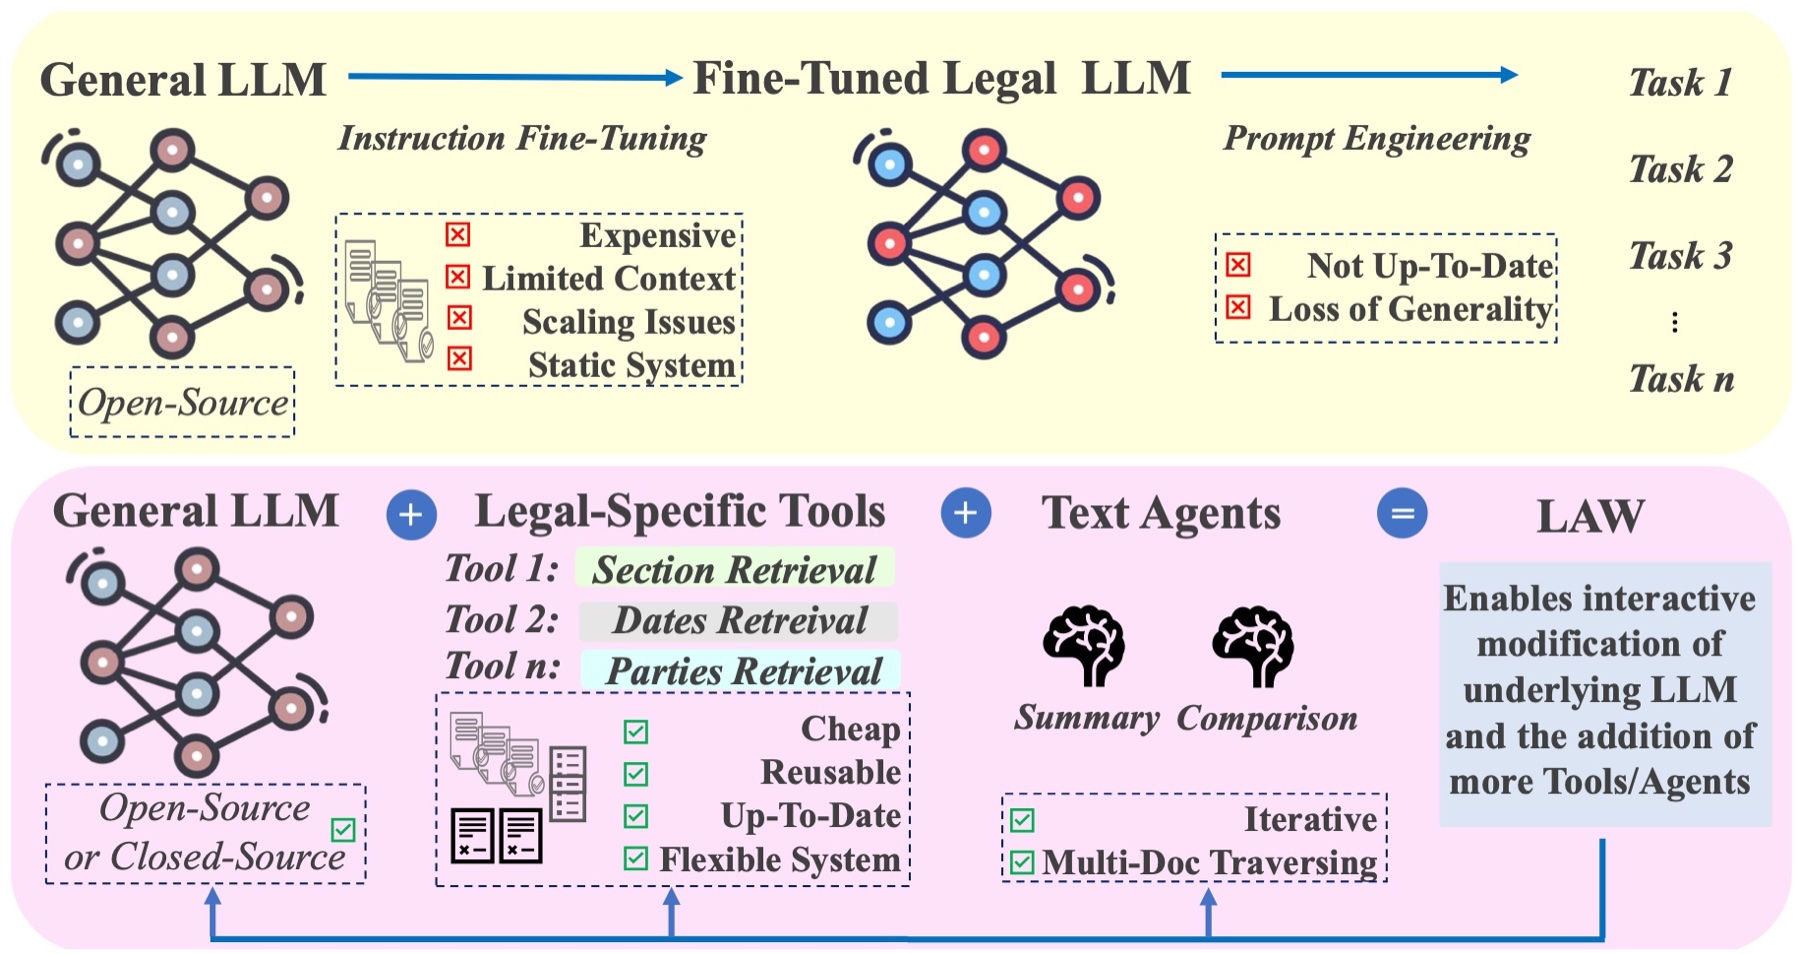 General LLM
Fine-Tuned Legal LLM
Instruction Fine-Tuning
Prompt Engineering
Expensive
Limited Context
Scaling Issues
Static System
Not Up-To-Date
Loss of Generality
Open-Source
Task 1
Task 2
Task 3
⋮
Task n
General LLM
+
Legal-Specific Tools
+
Text Agents
=
LAW
Tool 1: Section Retrieval
Tool 2: Dates Retreival
Tool n: Parties Retrieval
Cheap
Reusable
Up-To-Date
Flexible System
Open-Source
or Closed-Source
Summary
Comparison
Iterative
Multi-Doc Traversing
Enables interactive
modification of
underlying LLM
and the addition of
more Tools/Agents